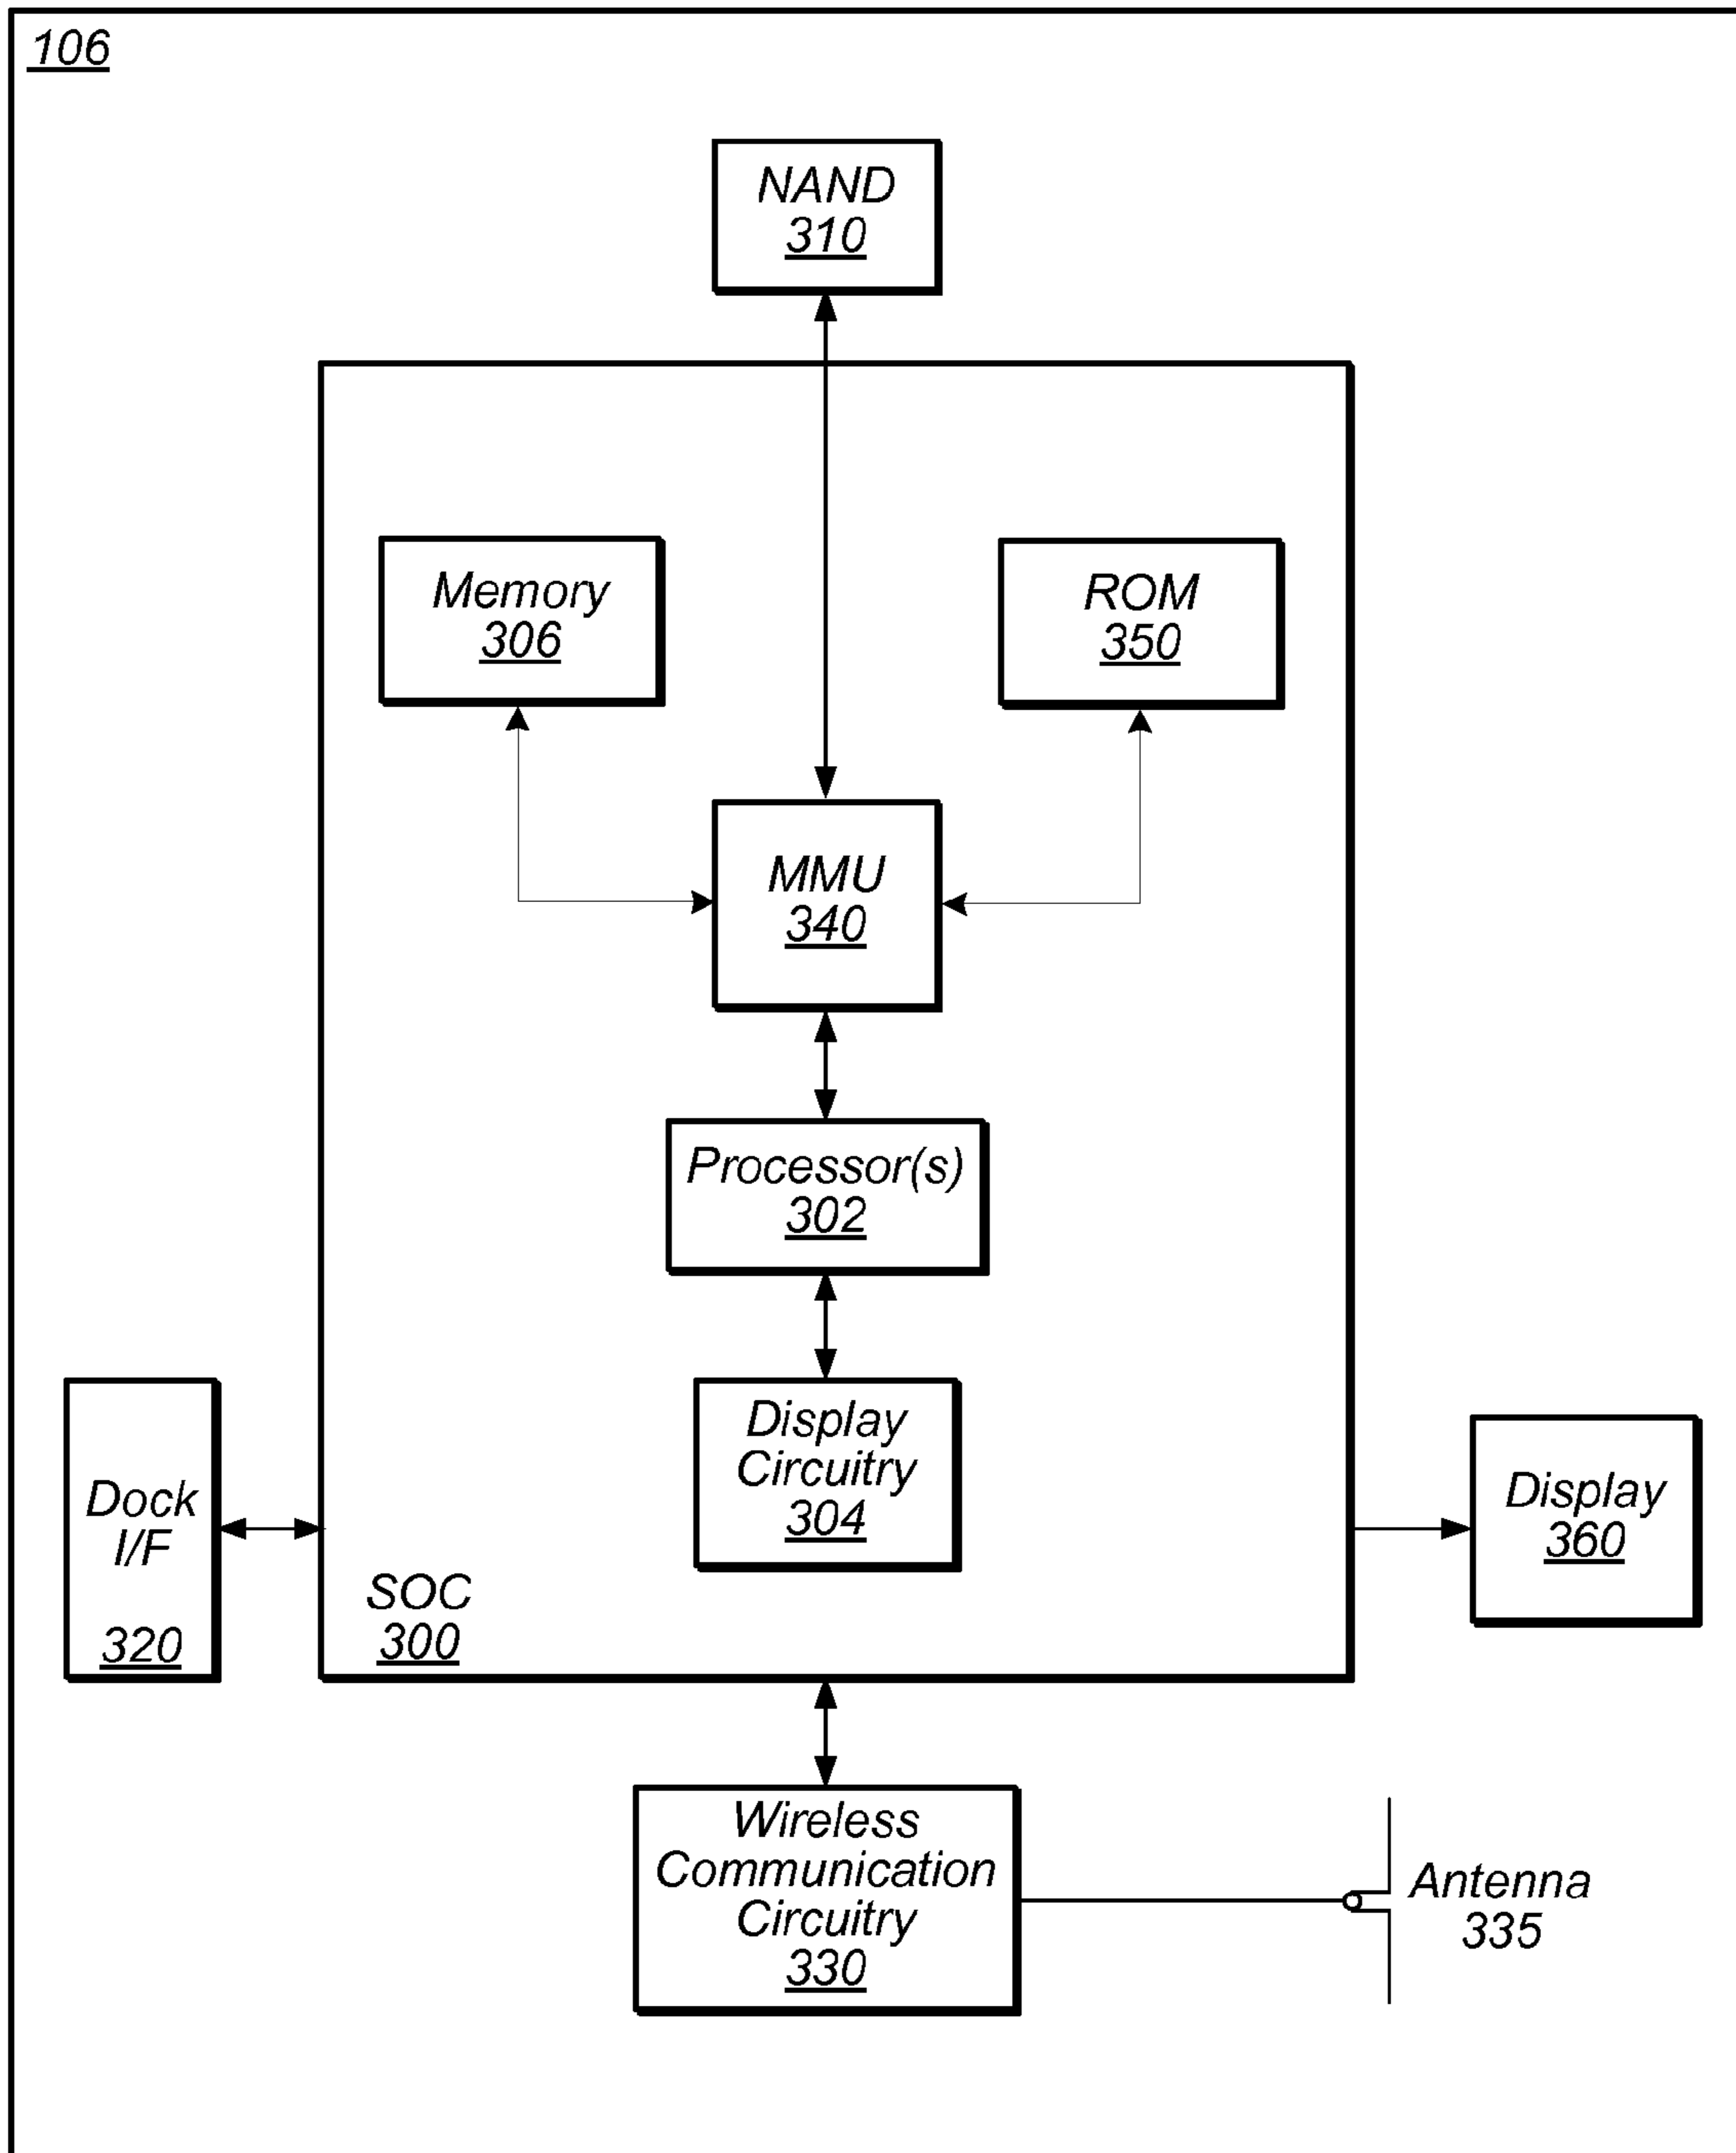 106
NAND
310
Memory
306
ROM
350
MMU
340
Processor(s)
302
Display
Circuitry
304
Dock
I/F
320
SOC
300
Display
360
Wireless
Communication
Circuitry
330
Antenna
335